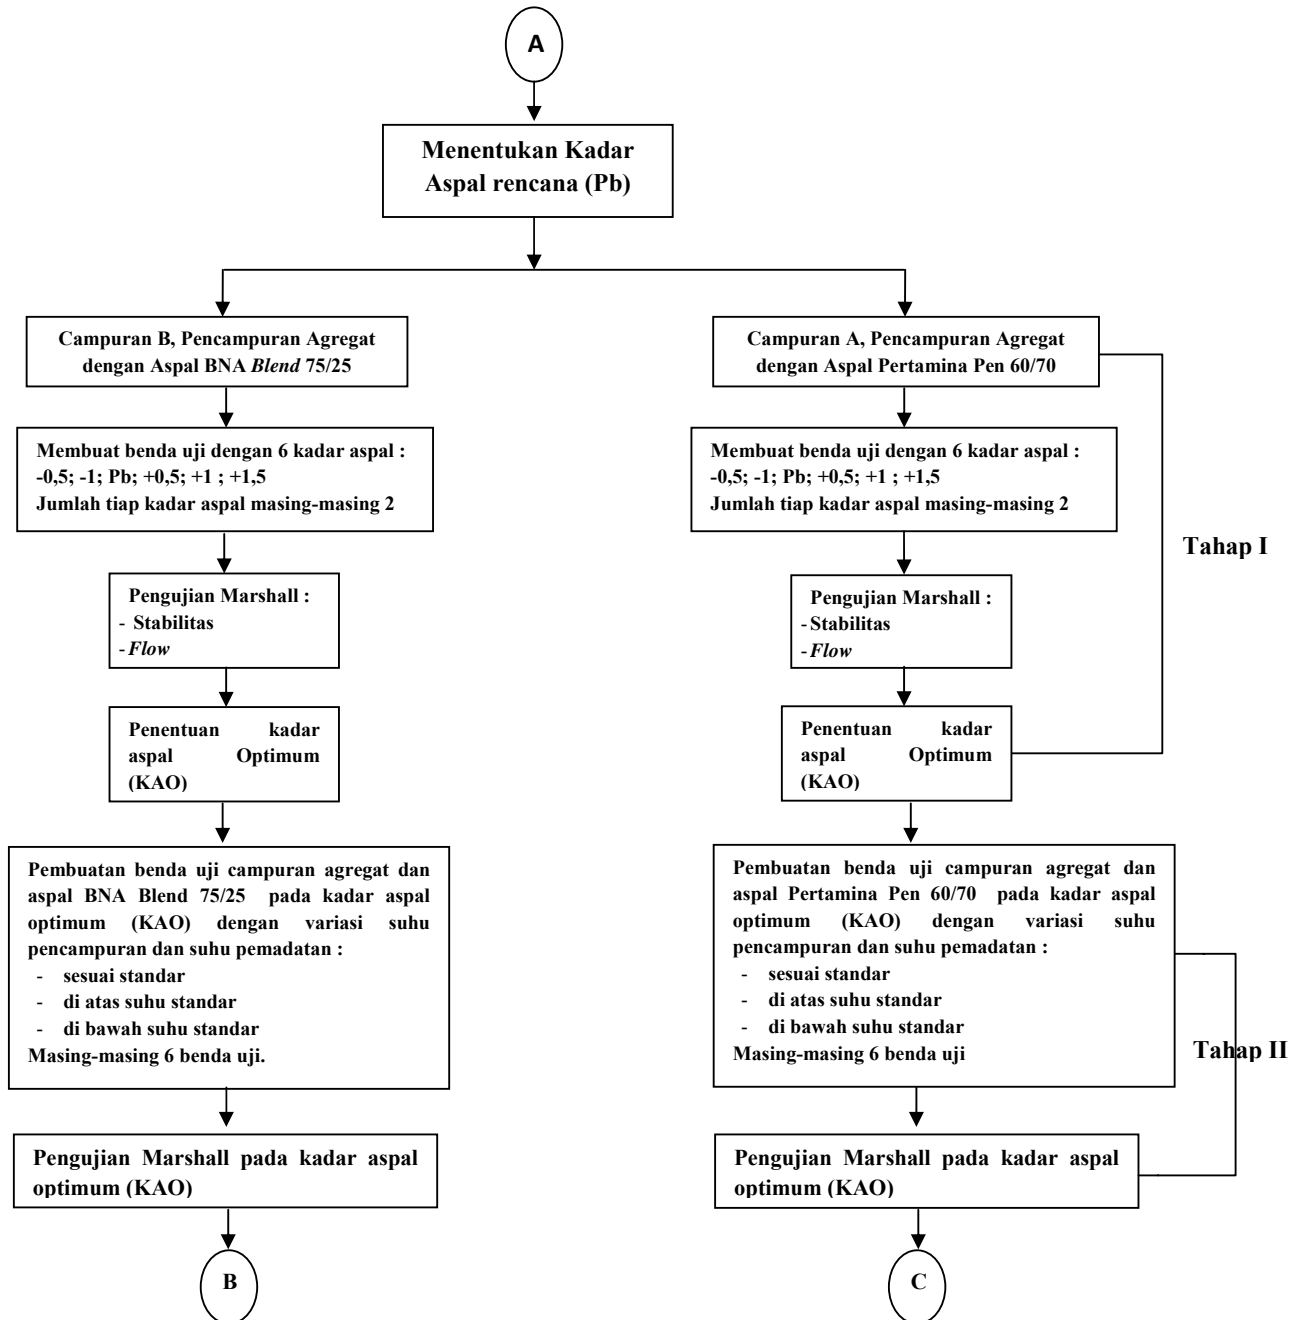 A
Menentukan Kadar
Aspal rencana (Pb)
Campuran B, Pencampuran Agregat
dengan Aspal BNA Blend 75/25
Membuat benda uji dengan 6 kadar aspal :
-0,5; -1; Pb; +0,5; +1 ; +1,5
Jumlah tiap kadar aspal masing-masing 2
Pengujian Marshall :
- Stabilitas
- Flow
Penentuan kadar
aspal Optimum
(KAO)
Pembuatan benda uji campuran agregat dan
aspal BNA Blend 75/25 pada kadar aspal
optimum (KAO) dengan variasi suhu
pencampuran dan suhu pemadatan :
- sesuai standar
- di atas suhu standar
- di bawah suhu standar
Masing-masing 6 benda uji.
Pengujian Marshall pada kadar aspal
optimum (KAO)
B
Campuran A, Pencampuran Agregat
dengan Aspal Pertamina Pen 60/70
Membuat benda uji dengan 6 kadar aspal :
-0,5; -1; Pb; +0,5; +1 ; +1,5
Jumlah tiap kadar aspal masing-masing 2
Pengujian Marshall :
- Stabilitas
- Flow
Penentuan kadar
aspal Optimum
(KAO)
Tahap I
Pembuatan benda uji campuran agregat dan
aspal Pertamina Pen 60/70 pada kadar aspal
optimum (KAO) dengan variasi suhu
pencampuran dan suhu pemadatan :
- sesuai standar
- di atas suhu standar
- di bawah suhu standar
Masing-masing 6 benda uji
Pengujian Marshall pada kadar aspal
optimum (KAO)
Tahap II
C